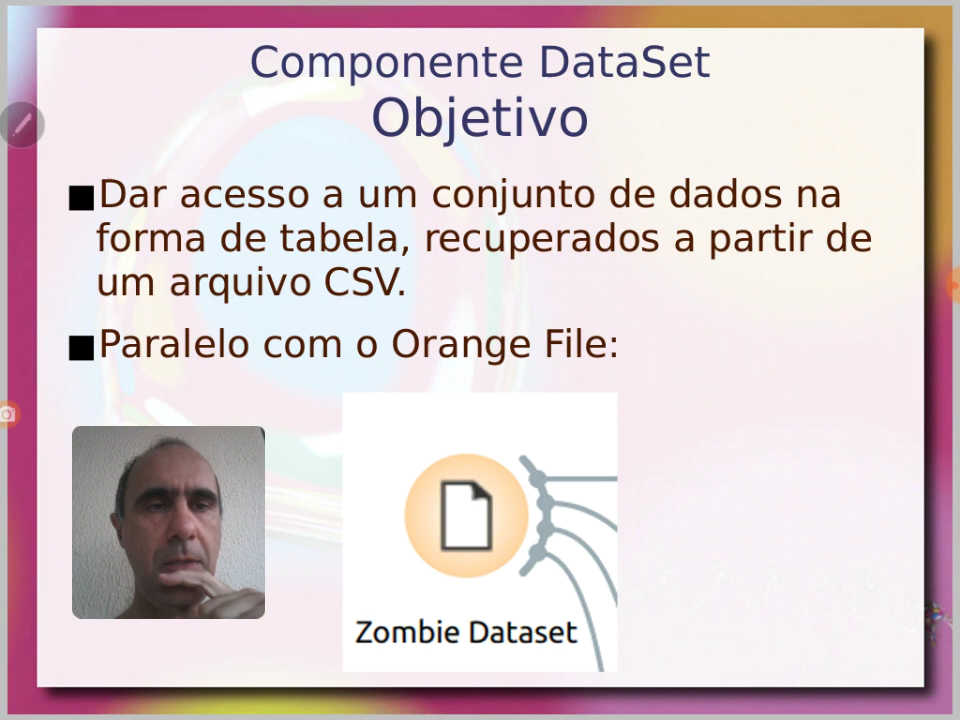 Componente DataSet
Objetivo
■Dar acesso a um conjunto de dados na
forma de tabela, recuperados a partir de
um arquivo CSV.
■Paralelo com o Orange File:
Zombie Dataset